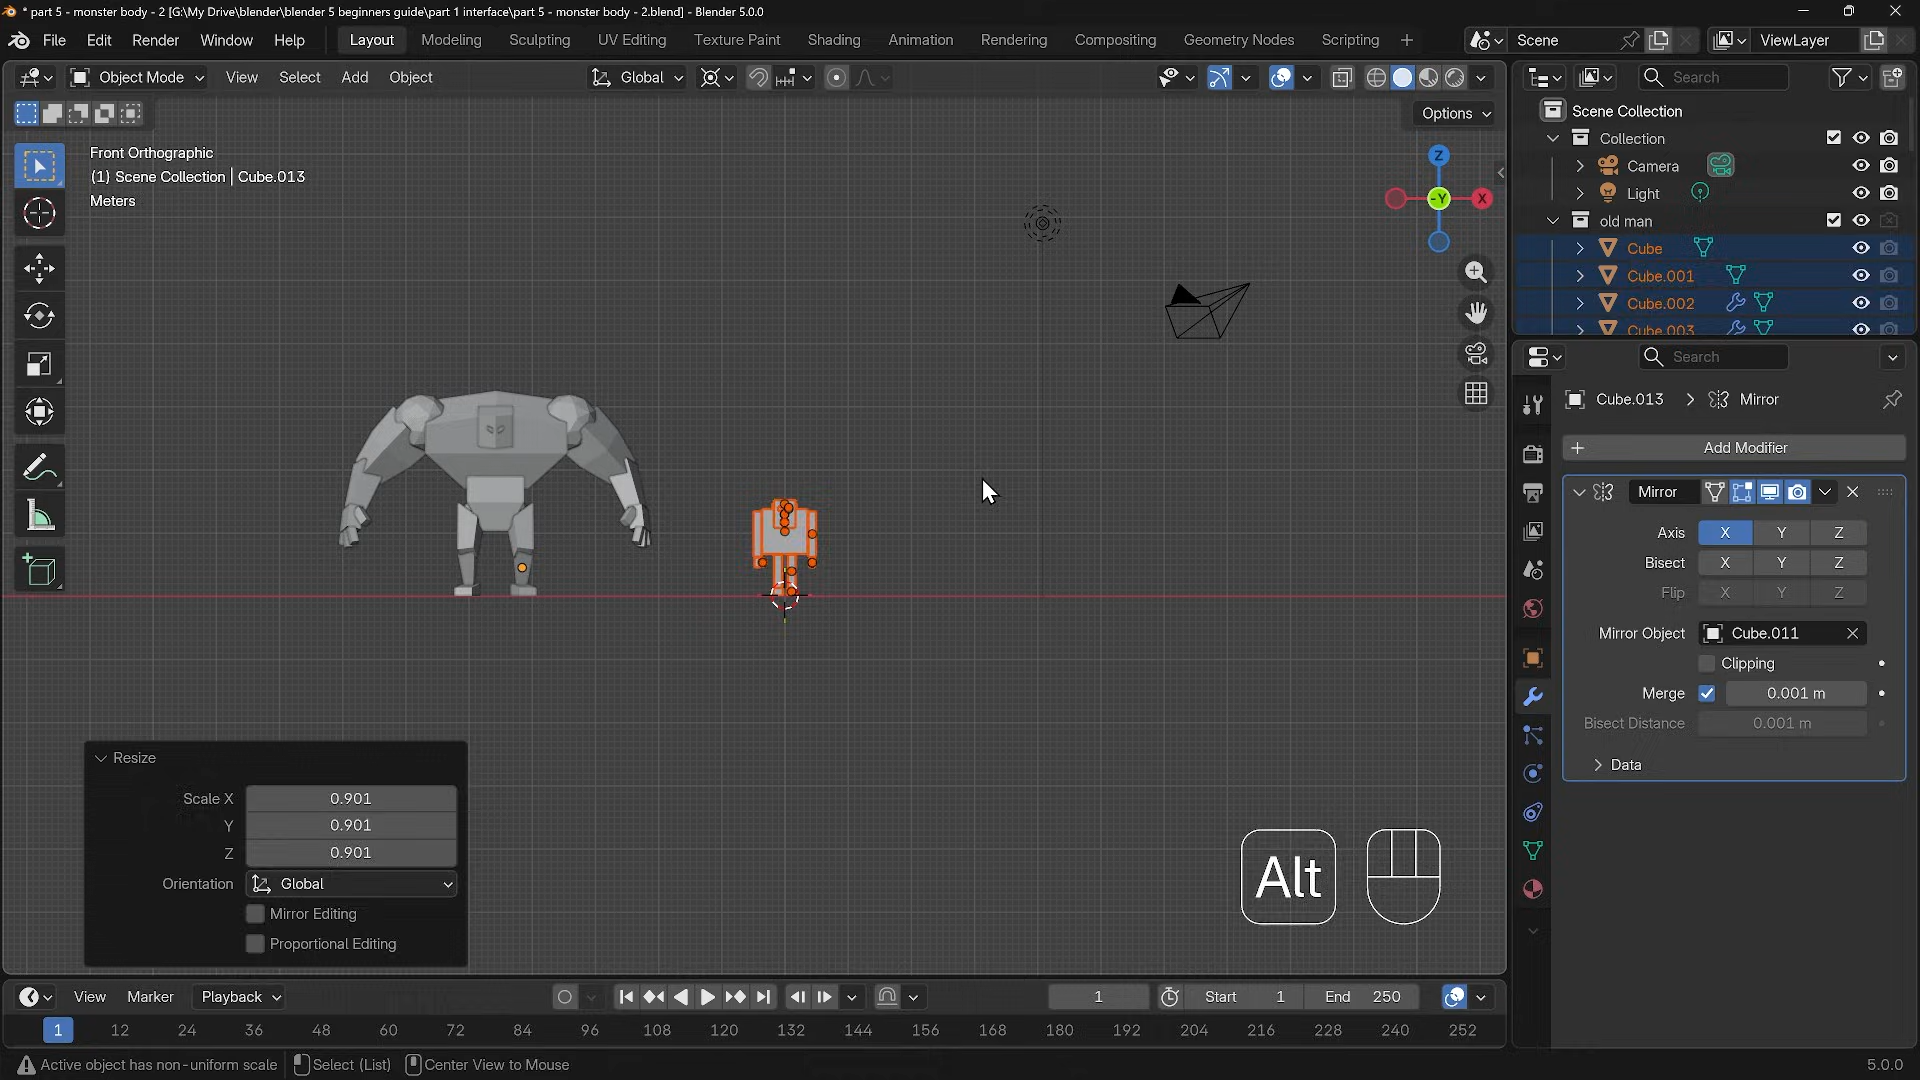 * part 5 - monster body - 2 [G:\My Drive\blender\blender 5 beginners guide\part 1 interface\part 5 - monster body - 2.blend] - Blender 5.0.0
File Edit Render Window Help Layout Modeling Sculpting UV Editing Texture Paint Shading Animation Rendering Compositing Geometry Nodes Scripting + Scene ViewLayer
Object Mode View Select Add Object Global Search
Options
Front Orthographic
(1) Scene Collection | Cube.013
Meters
Z
-Y X
Scene Collection
Collection
Camera
Light
old man
Cube
Cube.001
Cube.002
Cube.003
Search
Cube.013 > Mirror
+ Add Modifier
Mirror
Axis X Y Z
Bisect X Y Z
Flip X Y Z
Mirror Object Cube.011
Clipping
Merge 0.001 m
Bisect Distance 0.001 m
Data
Resize
Scale X 0.901
Y 0.901
Z 0.901
Orientation Global
Mirror Editing
Proportional Editing
Alt
View Marker Playback 1 Start 1 End 250
1 12 24 36 48 60 72 84 96 108 120 132 144 156 168 180 192 204 216 228 240 252
Active object has non-uniform scale Select (List) Center View to Mouse 5.0.0